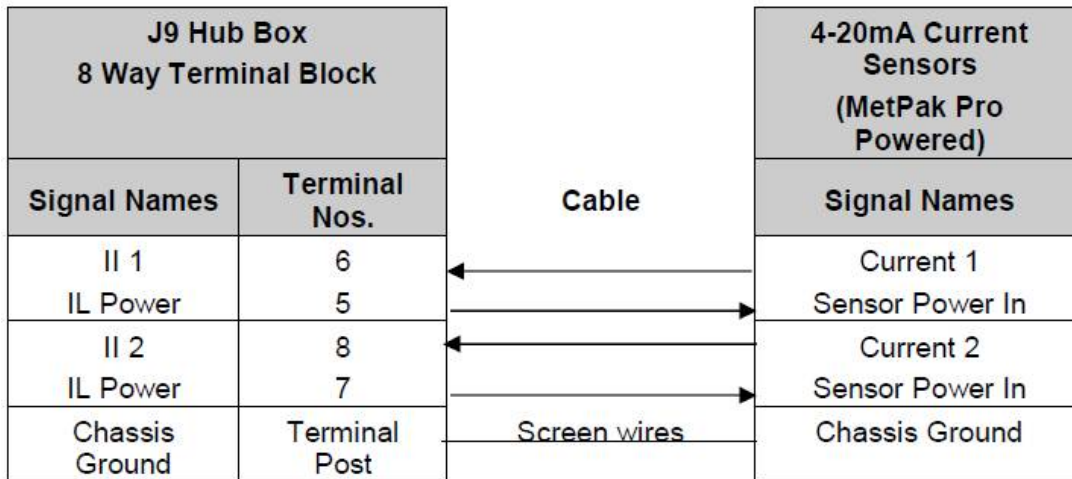 J9 Hub Box
8 Way Terminal Block
4-20mA Current
Sensors
(MetPak Pro
Powered)
Signal Names
Terminal
Nos.
Cable
Signal Names
II 1
6
Current 1
IL Power
5
Sensor Power In
II 2
8
Current 2
IL Power
7
Sensor Power In
Chassis
Ground
Terminal
Post
Screen wires
Chassis Ground